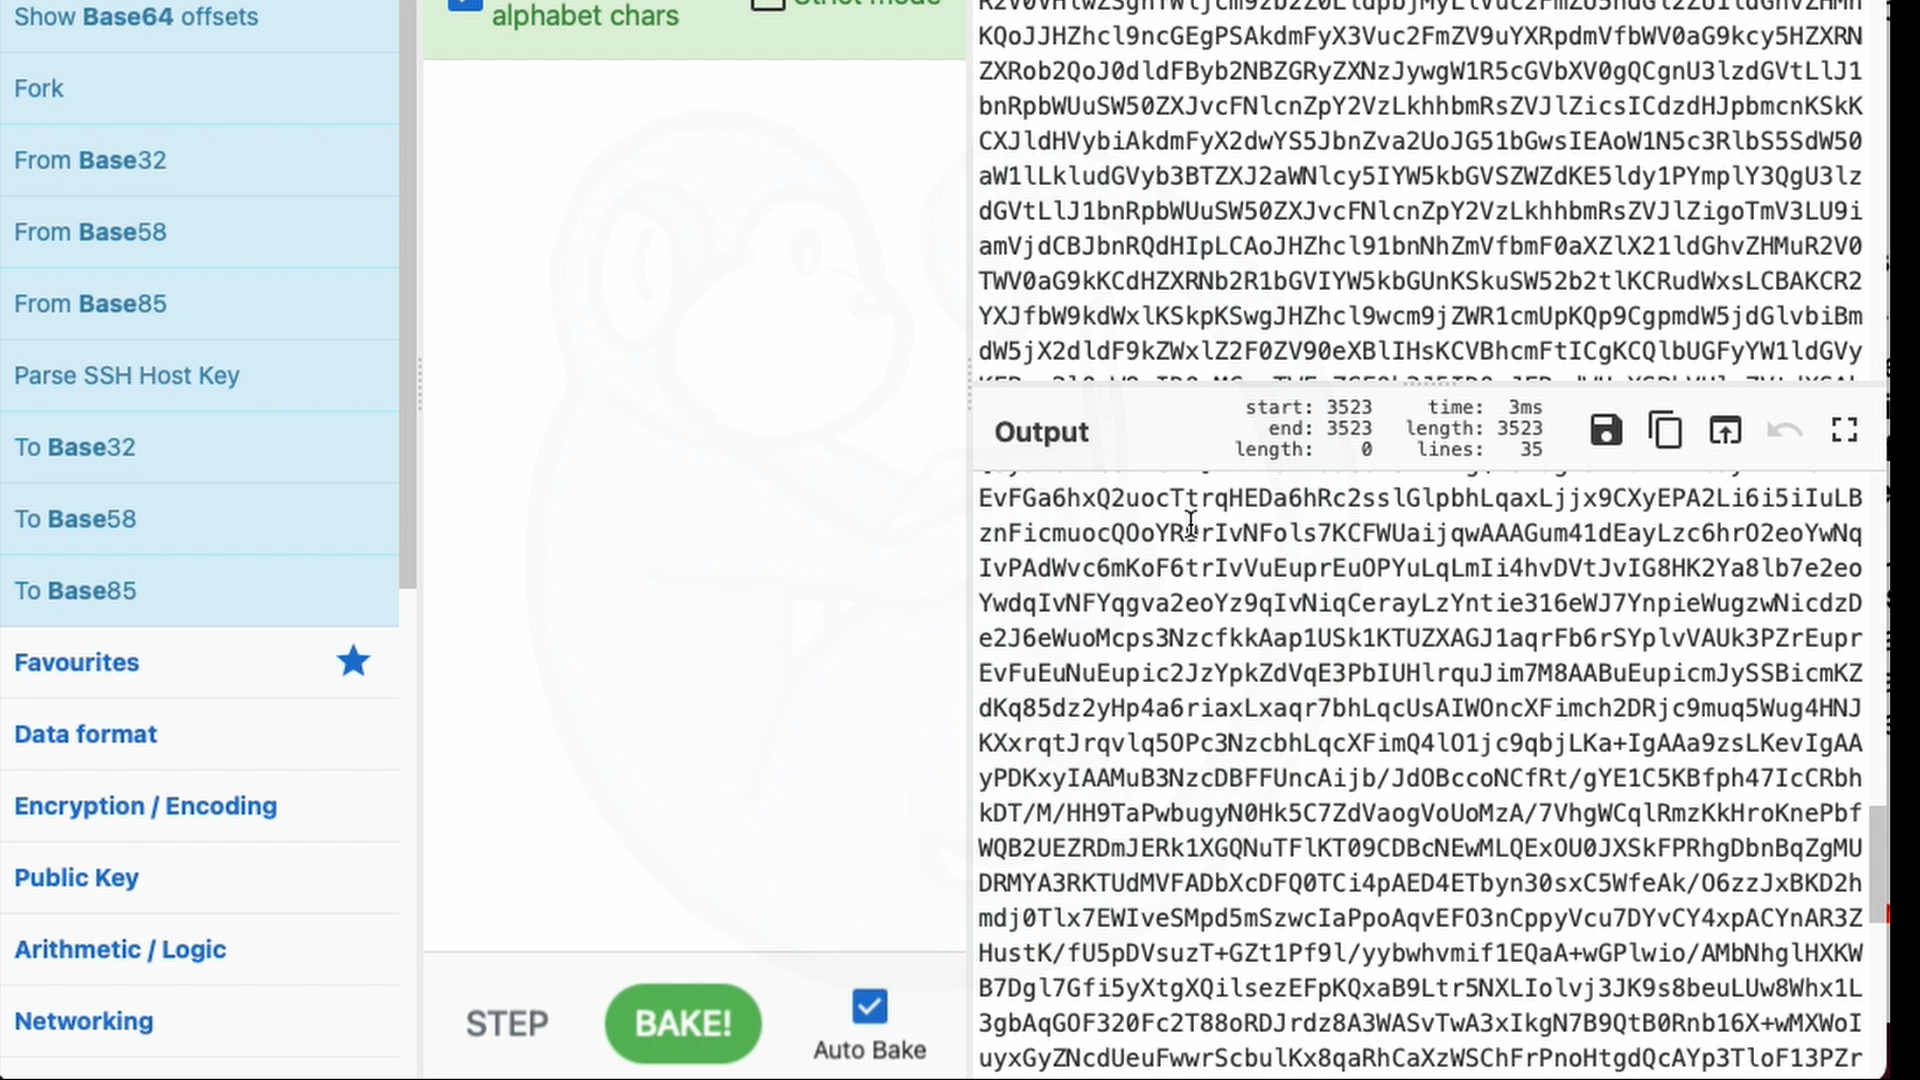 Show Base64 offsets
Fork
From Base32
From Base58
From Base85
Parse SSH Host Key
To Base32
To Base58
To Base85
Favourites
Data format
Encryption / Encoding
Public Key
Arithmetic / Logic
Networking
alphabet chars
Strict mode
STEP
BAKE!
Auto Bake
KQoJJHZhcl9ncGEgPSAkdmFyX3Vuc2FmZV9uYXRpdmVfbWV0aG9kcy5HZXRN
ZXRob2QoJ0dldFByb2NBZGRyZXNzJywgW1R5cGVbXV0gQCgnU3lzdGVtLlJ1
bnRpbWUuSW50ZXJvcFNlcnZpY2VzLkhhbmRsZVJlZicsICdzdHJpbmcnKSkK
CXJldHVybiAkdmFyX2dwYS5JbnZva2UoJG51bGwsIEAoW1N5c3RlbS5SdW50
aW1lLkludGVyb3BTZXJ2aWNlcy5IYW5kbGVSZWZdKE5ldy1PYmplY3QgU3lz
dGVtLlJ1bnRpbWUuSW50ZXJvcFNlcnZpY2VzLkhhbmRsZVJlZigoTmV3LU9i
amVjdCBJbnRQdHIpLCAoJHZhcl91bnNhZmVfbmF0aXZlX21ldGhvZHMuR2V0
TWV0aG9kKCdHZXRNb2R1bGVIYW5kbGUnKSkuSW52b2tlKCRudWxsLCBAKCR2
YXJfbW9kdWxlKSkpKSwgJHZhcl9wcm9jZWR1cmUpKQp9CgpmdW5jdGlvbiBm
dW5jX2dldF9kZWxlZ2F0ZV90eXBlIHsKCVBhcmFtICgKCQlbUGFyYW1ldGVy
Output
start: 3523
end: 3523
length: 0
time: 3ms
length: 3523
lines: 35
EvFGa6hxQ2uocTtrqHEDa6hRc2sslGlpbhLqaxLjjx9CXyEPA2Li6i5iIuLB
znFicmuocQOoYR9rIvNFols7KCFWUaijqwAAAGum41dEayLzc6hrO2eoYwNq
IvPAdWvc6mKoF6trIvVuEuprEuOPYuLqLmIi4hvDVtJvIG8HK2Ya8lb7e2eo
YwdqIvNFYqgva2eoYz9qIvNiqCerayLzYntie316eWJ7YnpieWugzwNicdzD
e2J6eWuoMcps3NzcfkkAap1USk1KTUZXAGJ1aqrFb6rSYplvVAUk3PZrEupr
EvFuEuNuEupic2JzYpkZdVqE3PbIUHlrquJim7M8AABuEupicmJySSBicmKZ
dKq85dz2yHp4a6riaxLxaqr7bhLqcUsAIWOncXFimch2DRjc9muq5Wug4HNJ
KXxrqtJrqvlq5OPc3NzcbhLqcXFimQ4lO1jc9qbjLKa+IgAAa9zsLKevIgAA
yPDKxyIAAMuB3NzcDBFFUncAijb/JdOBccoNCfRt/gYE1C5KBfph47IcCRbh
kDT/M/HH9TaPwbugyN0Hk5C7ZdVaogVoUoMzA/7VhgWCqlRmzKkHroKnePbf
WQB2UEZRDmJERk1XGQNuTFlKT09CDBcNEwMLQExOU0JXSkFPRhgDbnBqZgMU
DRMYA3RKTUdMVFADbXcDFQ0TCi4pAED4ETbyn30sxC5WfeAk/O6zzJxBKD2h
mdj0Tlx7EWIveSMpd5mSzwcIaPpoAqvEFO3nCppyVcu7DYvCY4xpACYnAR3Z
HustK/fU5pDVsuzT+GZt1Pf9l/yybwhvmif1EQaA+wGPlwio/AMbNhglHXKW
B7Dgl7Gfi5yXtgXQilsezEFpKQxaB9Ltr5NXLIolvj3JK9s8beuLUw8Whx1L
3gbAqGOF320Fc2T88oRDJrdz8A3WASvTwA3xIkgN7B9QtB0Rnb16X+wMXWoI
uyxGyZNcdUeuFwwrScbulKx8qaRhCaXzWSChFrPnoHtgdQcAYp3TloF13PZr